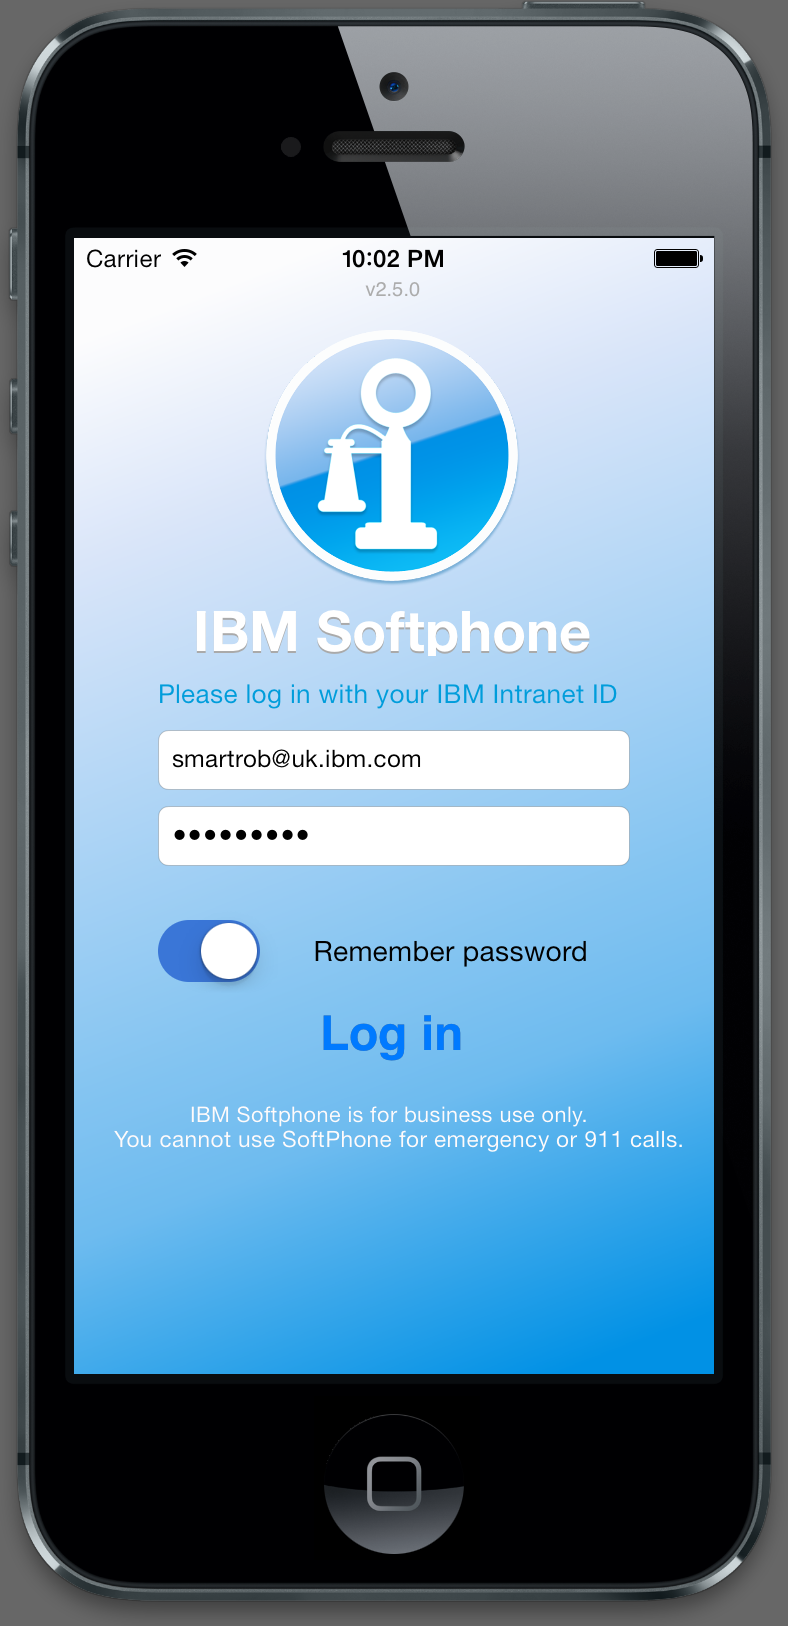 Carrier 10:02 PM
v2.5.0
IBM Softphone
Please log in with your IBM Intranet ID
smartrob@uk.ibm.com
•••••••••
Remember password
Log in
IBM Softphone is for business use only.
You cannot use SoftPhone for emergency or 911 calls.